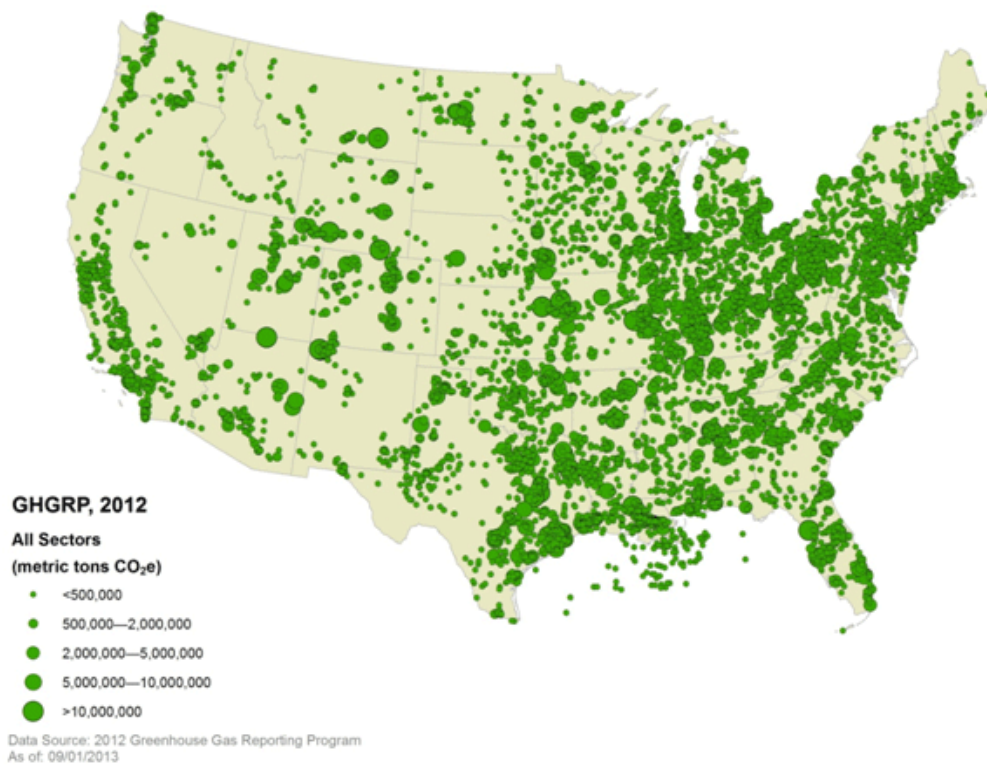 GHGRP, 2012
All Sectors
(metric tons CO₂e)
<500,000
500,000—2,000,000
2,000,000—5,000,000
5,000,000—10,000,000
>10,000,000
Data Source: 2012 Greenhouse Gas Reporting Program
As of: 09/01/2013